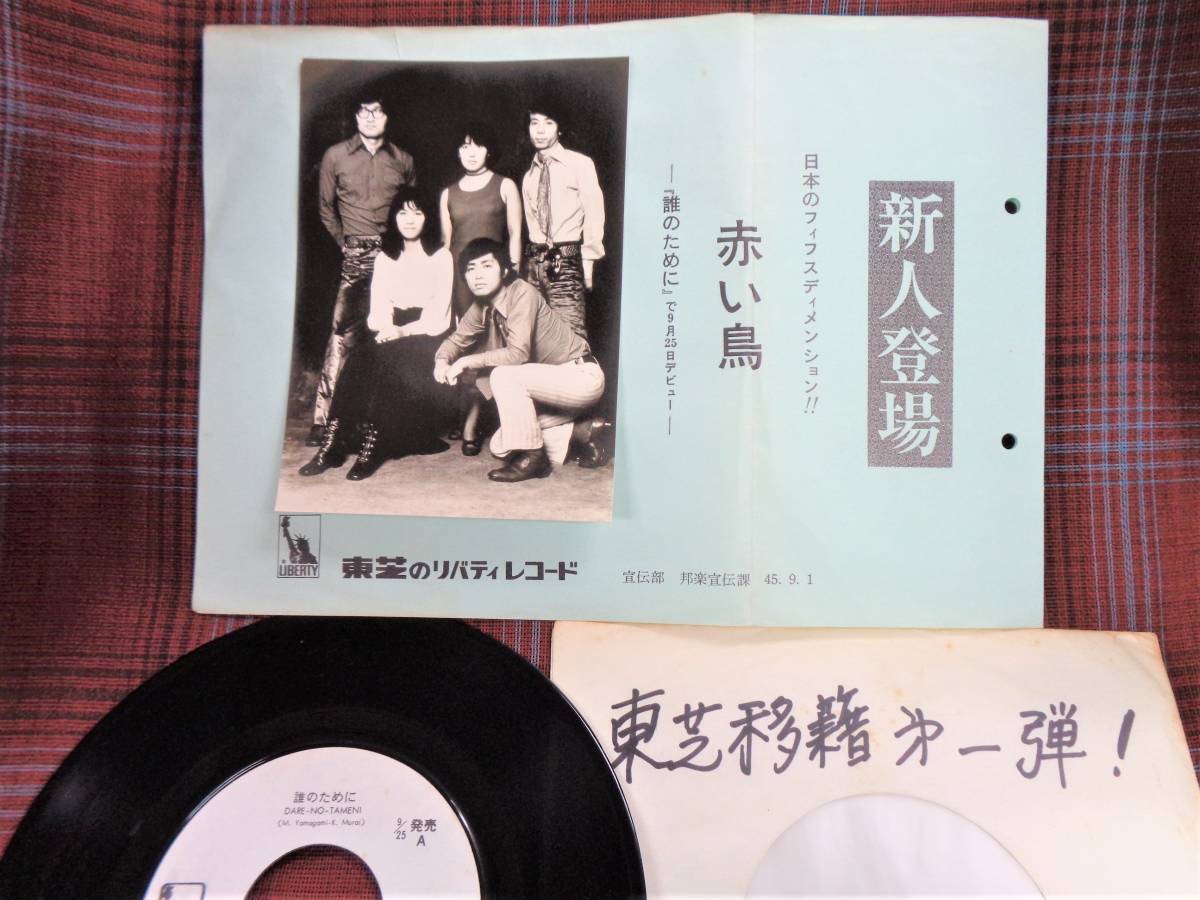 新人登場
日本のフィフスディメンション!!
赤い鳥
―『誰のために』で9月25日デビュー―
LIBERTY
東芝のリバティレコード
宣伝部 邦楽宣伝課 45.9.1
東芝移籍才一弾!
誰のために
DARE-NO-TAMENI
(M. Yamagami-K. Murai)
9/25 発売
A